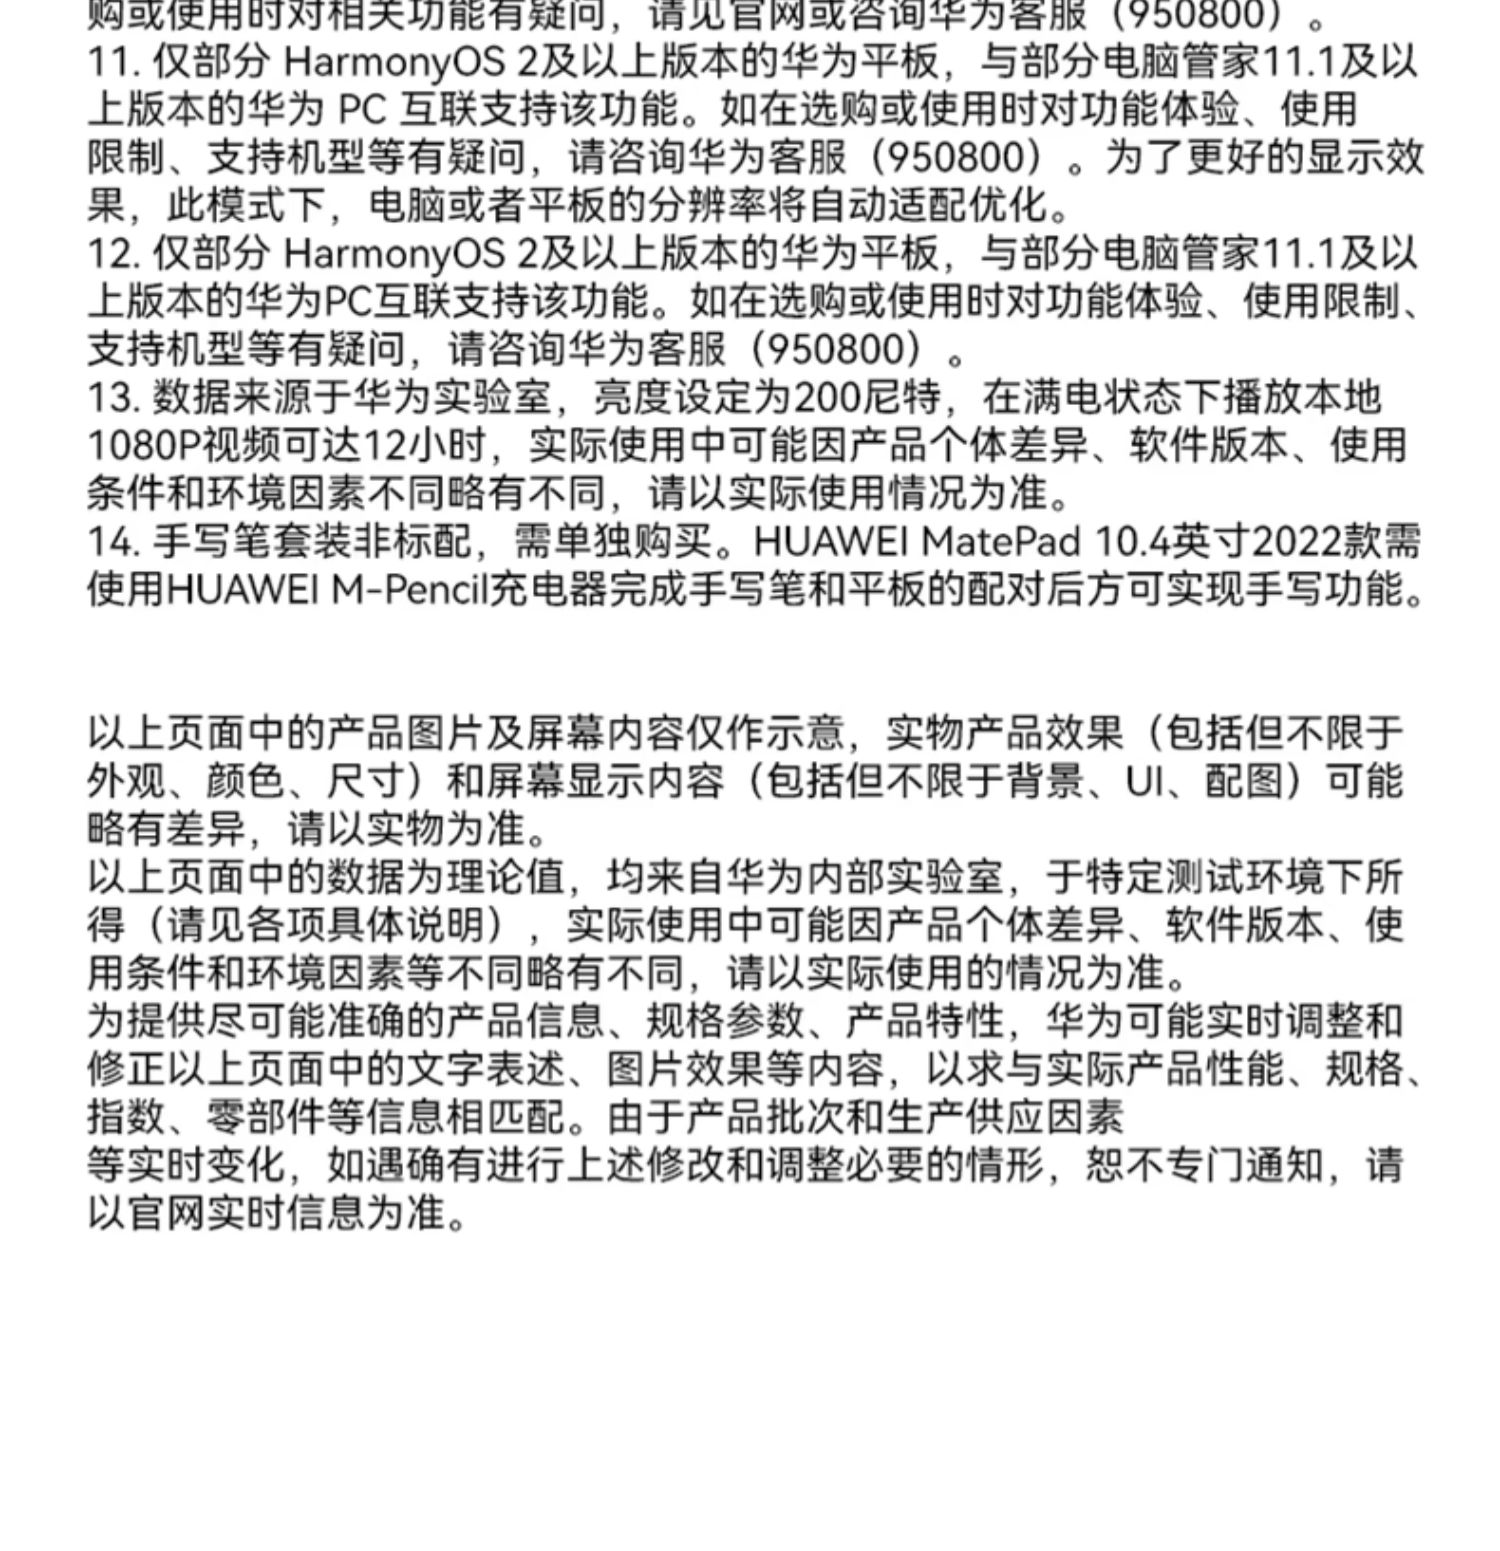 购或使用时对相关功能有疑问，请见官网或咨询华为客服（950800）。
11. 仅部分 HarmonyOS 2及以上版本的华为平板，与部分电脑管家11.1及以
上版本的华为 PC 互联支持该功能。如在选购或使用时对功能体验、使用
限制、支持机型等有疑问，请咨询华为客服（950800）。为了更好的显示效
果，此模式下，电脑或者平板的分辨率将自动适配优化。
12. 仅部分 HarmonyOS 2及以上版本的华为平板，与部分电脑管家11.1及以
上版本的华为PC互联支持该功能。如在选购或使用时对功能体验、使用限制、
支持机型等有疑问，请咨询华为客服（950800）。
13. 数据来源于华为实验室，亮度设定为200尼特，在满电状态下播放本地
1080P视频可达12小时，实际使用中可能因产品个体差异、软件版本、使用
条件和环境因素不同略有不同，请以实际使用情况为准。
14. 手写笔套装非标配，需单独购买。HUAWEI MatePad 10.4英寸2022款需
使用HUAWEI M-Pencil充电器完成手写笔和平板的配对后方可实现手写功能。
以上页面中的产品图片及屏幕内容仅作示意，实物产品效果（包括但不限于
外观、颜色、尺寸）和屏幕显示内容（包括但不限于背景、UI、配图）可能
略有差异，请以实物为准。
以上页面中的数据为理论值，均来自华为内部实验室，于特定测试环境下所
得（请见各项具体说明），实际使用中可能因产品个体差异、软件版本、使
用条件和环境因素等不同略有不同，请以实际使用的情况为准。
为提供尽可能准确的产品信息、规格参数、产品特性，华为可能实时调整和
修正以上页面中的文字表述、图片效果等内容，以求与实际产品性能、规格、
指数、零部件等信息相匹配。由于产品批次和生产供应因素
等实时变化，如遇确有进行上述修改和调整必要的情形，恕不专门通知，请
以官网实时信息为准。